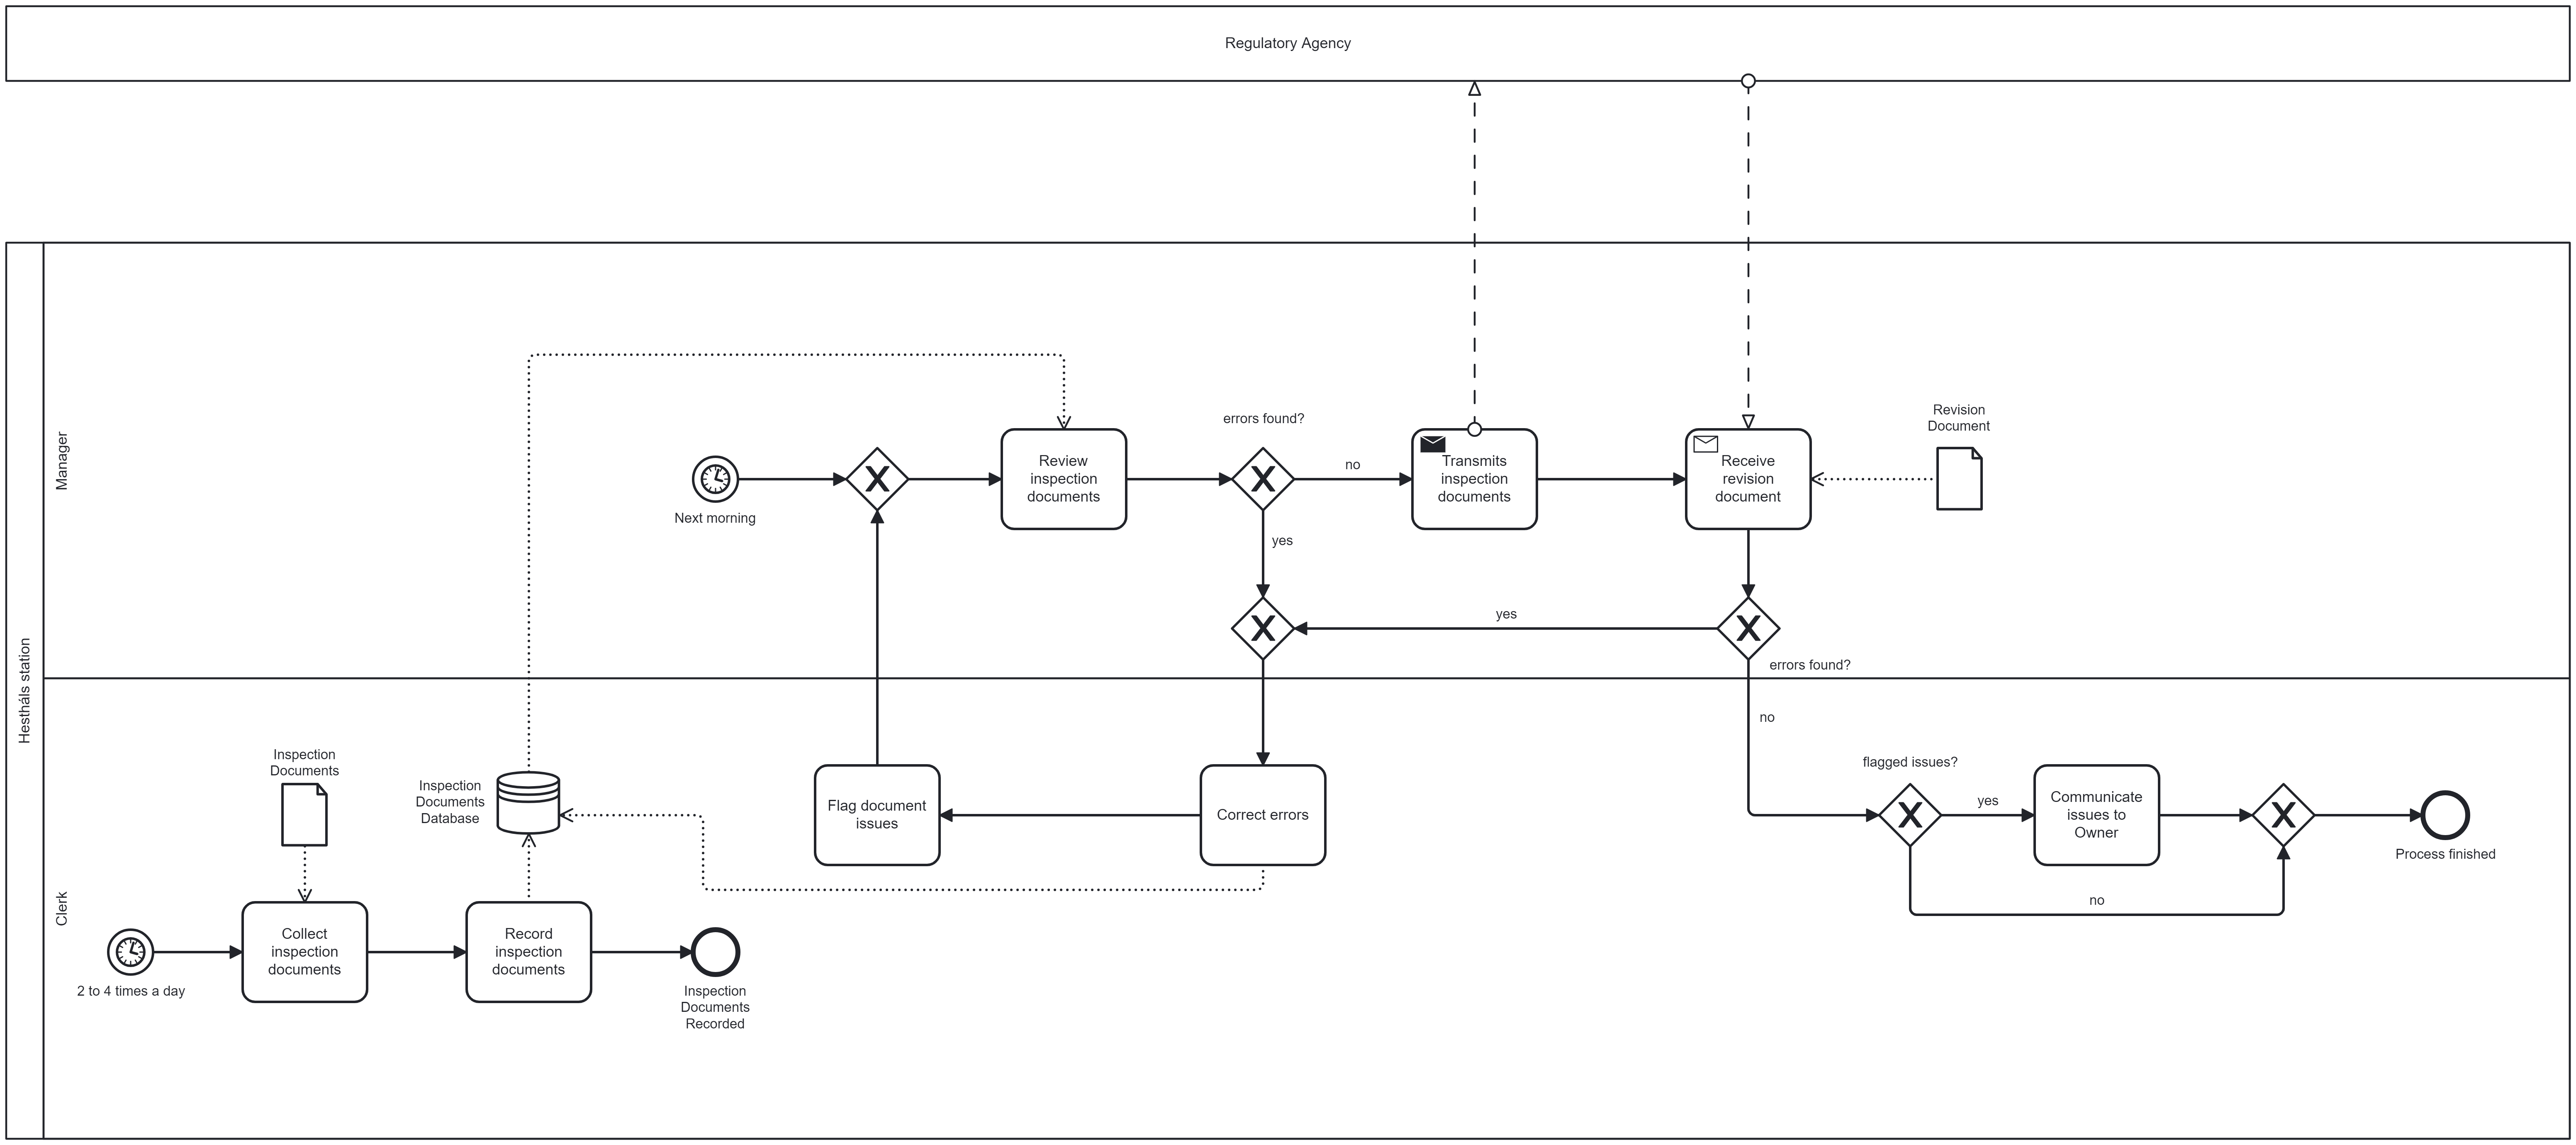 Regulatory Agency
Hestháls station
Manager
errors found?
Revision
Document
Review
inspection
documents
no
Transmits
inspection
documents
Receive
revision
document
Next morning
yes
yes
errors found?
Clerk
no
Inspection
Documents
flagged issues?
Inspection
Documents
Database
Flag document
issues
Correct errors
yes
Communicate
issues to
Owner
Process finished
no
Collect
inspection
documents
Record
inspection
documents
2 to 4 times a day
Inspection
Documents
Recorded